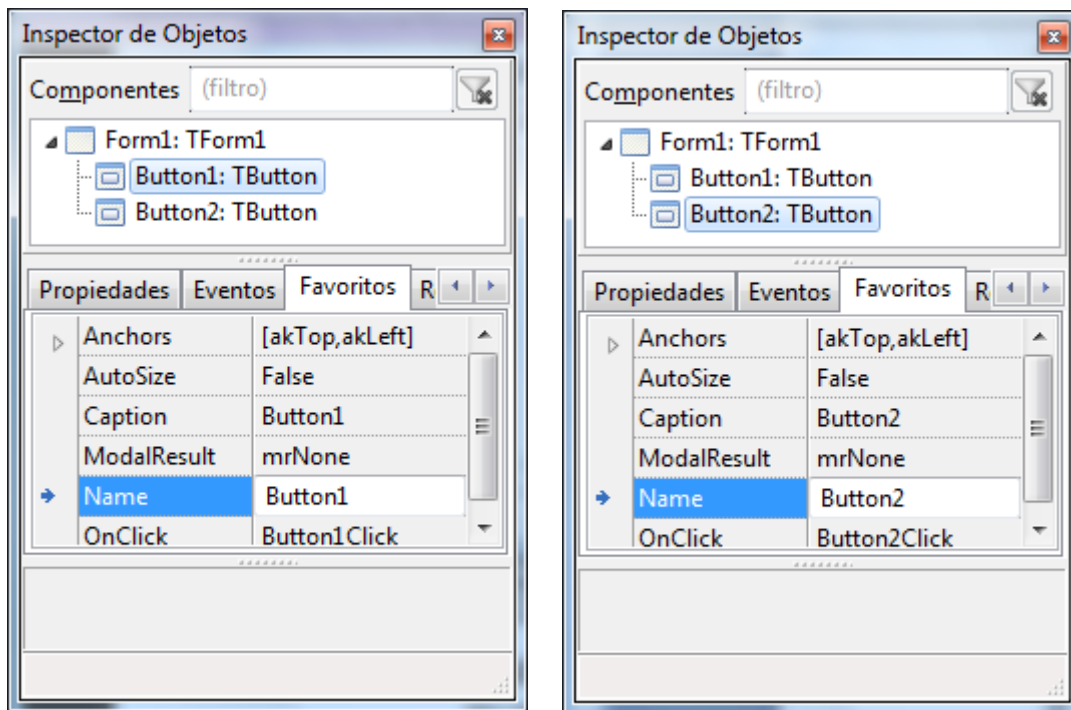 Inspector de Objetos
Componentes (filtro)
Form1: TForm1
Button1: TButton
Button2: TButton
Propiedades Eventos Favoritos R
Anchors [akTop,akLeft]
AutoSize False
Caption Button1
ModalResult mrNone
Name Button1
OnClick Button1Click
Inspector de Objetos
Componentes (filtro)
Form1: TForm1
Button1: TButton
Button2: TButton
Propiedades Eventos Favoritos R
Anchors [akTop,akLeft]
AutoSize False
Caption Button2
ModalResult mrNone
Name Button2
OnClick Button2Click